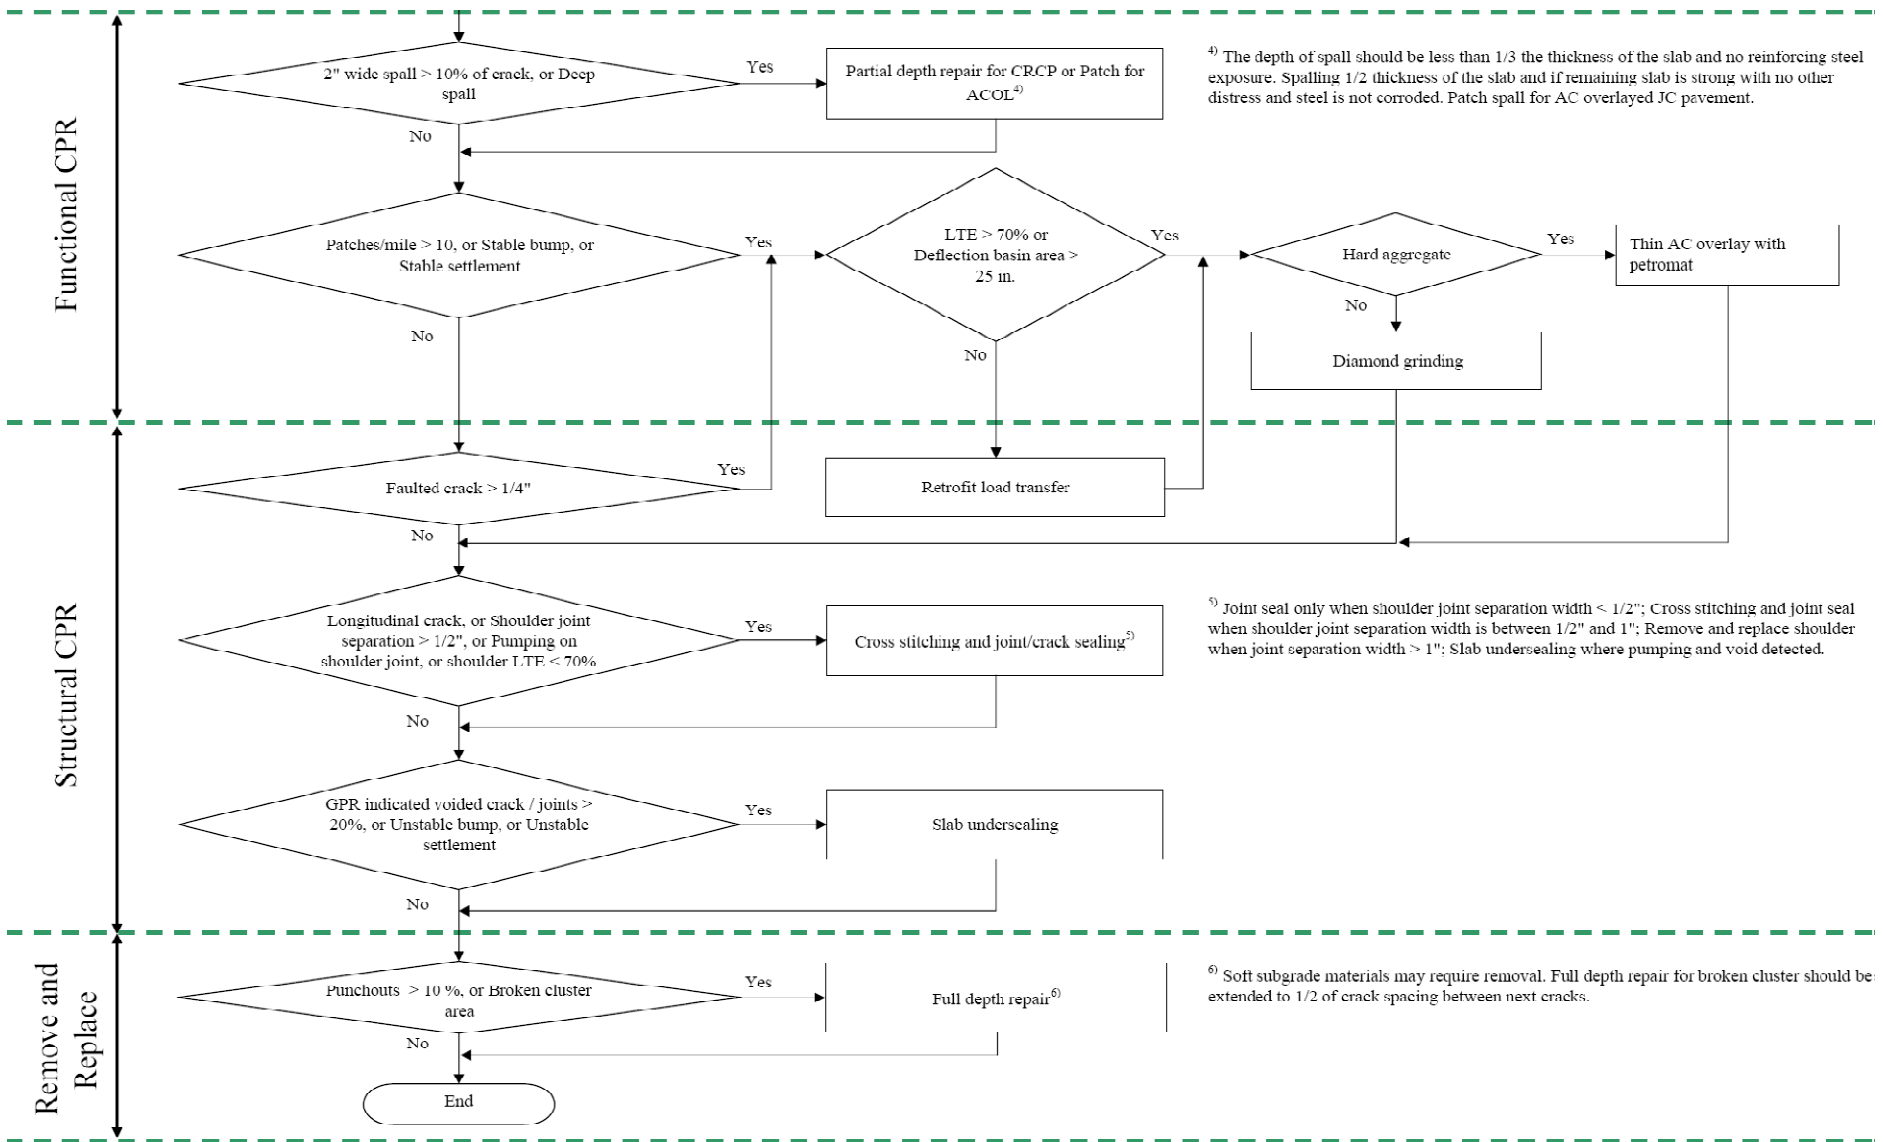 Functional CPR
2" wide spall > 10% of crack, or Deep
spall
Yes
No
Partial depth repair for CRCP or Patch for
ACOL4)
4) The depth of spall should be less than 1/3 the thickness of the slab and no reinforcing steel
exposure. Spalling 1/2 thickness of the slab and if remaining slab is strong with no other
distress and steel is not corroded. Patch spall for AC overlayed JC pavement.
Patches/mile > 10, or Stable bump, or
Stable settlement
Yes
No
LTE > 70% or
Deflection basin area >
25 in.
Yes
No
Hard aggregate
Yes
No
Thin AC overlay with
petromat
Diamond grinding
Structural CPR
Faulted crack > 1/4"
Yes
No
Retrofit load transfer
Longitudinal crack, or Shoulder joint
separation > 1/2", or Pumping on
shoulder joint, or shoulder LTE < 70%
Yes
No
Cross stitching and joint/crack sealing5)
5) Joint seal only when shoulder joint separation width < 1/2"; Cross stitching and joint seal
when shoulder joint separation width is between 1/2" and 1"; Remove and replace shoulder
when joint separation width > 1"; Slab undersealing where pumping and void detected.
GPR indicated voided crack / joints >
20%, or Unstable bump, or Unstable
settlement
Yes
No
Slab undersealing
Remove and
Replace
Punchouts > 10 %, or Broken cluster
area
Yes
No
Full depth repair6)
6) Soft subgrade materials may require removal. Full depth repair for broken cluster should be
extended to 1/2 of crack spacing between next cracks.
End